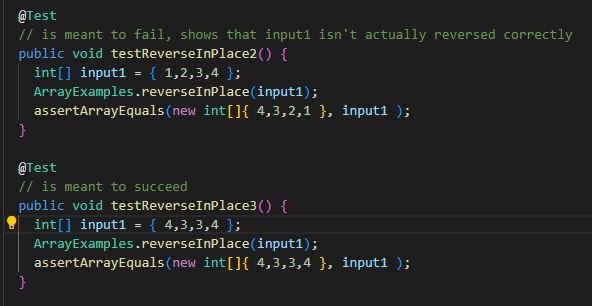 @Test
// is meant to fail, shows that input1 isn't actually reversed correctly
public void testReverseInPlace2() {
  int[] input1 = { 1,2,3,4 };
  ArrayExamples.reverseInPlace(input1);
  assertArrayEquals(new int[]{ 4,3,2,1 }, input1 );
}

@Test
// is meant to succeed
public void testReverseInPlace3() {
  int[] input1 = { 4,3,3,4 };
  ArrayExamples.reverseInPlace(input1);
  assertArrayEquals(new int[]{ 4,3,3,4 }, input1 );
}